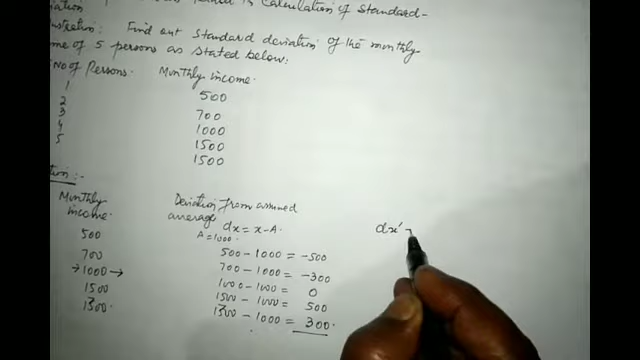 Calculation of Standard-
Find out Standard deviation of the monthly
of 5 persons as stated below:
No of Persons. Monthly income.
1 500
2 700
3 1000
4 1500
5 1500
Monthly income Deviation from assumed average dx'-
dx = x-A.
A=1000.
500 500-1000 = -500
700 700-1000 = -300
→1000→ 1000-1000 = 0
1500 1500-1000 = 500
1300. 1300-1000 = 300.